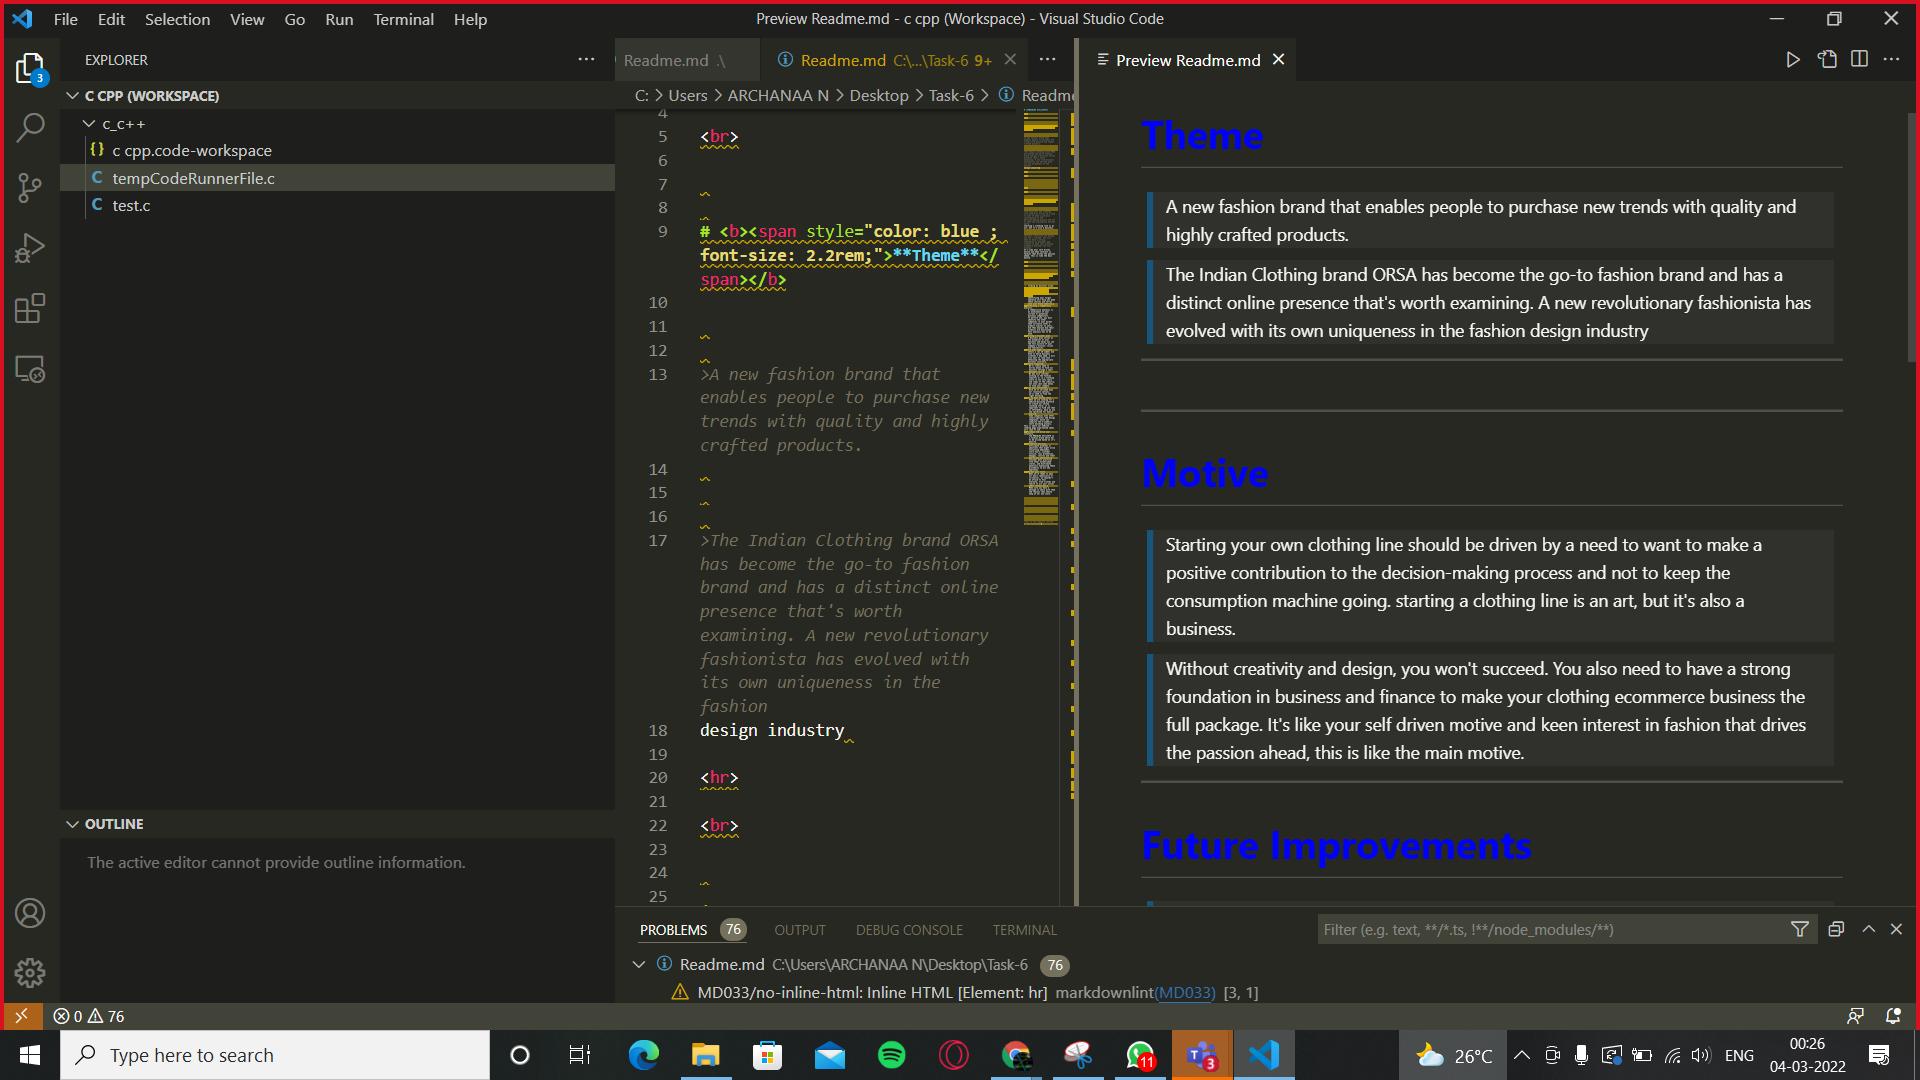 File Edit Selection View Go Run Terminal Help
Preview Readme.md - c cpp (Workspace) - Visual Studio Code
EXPLORER
3
C CPP (WORKSPACE)
c_c++
{} c cpp.code-workspace
C tempCodeRunnerFile.c
C test.c
OUTLINE
The active editor cannot provide outline information.
Readme.md .\
Readme.md C:\...\Task-6 9+
C: > Users > ARCHANAA N > Desktop > Task-6 > Readme
4
5 <br>
6
7
8
9 # <b><span style="color: blue ;
font-size: 2.2rem;">**Theme**</
span></b>
10
11
12
13 >A new fashion brand that
enables people to purchase new
trends with quality and highly
crafted products.
14
15
16
17 >The Indian Clothing brand ORSA
has become the go-to fashion
brand and has a distinct online
presence that's worth
examining. A new revolutionary
fashionista has evolved with
its own uniqueness in the
fashion
18 design industry
19
20 <hr>
21
22 <br>
23
24
25
Preview Readme.md
Theme
A new fashion brand that enables people to purchase new trends with quality and
highly crafted products.
The Indian Clothing brand ORSA has become the go-to fashion brand and has a
distinct online presence that's worth examining. A new revolutionary fashionista has
evolved with its own uniqueness in the fashion design industry
Motive
Starting your own clothing line should be driven by a need to want to make a
positive contribution to the decision-making process and not to keep the
consumption machine going. starting a clothing line is an art, but it's also a
business.
Without creativity and design, you won't succeed. You also need to have a strong
foundation in business and finance to make your clothing ecommerce business the
full package. It's like your self driven motive and keen interest in fashion that drives
the passion ahead, this is like the main motive.
Future Improvements
PROBLEMS 76 OUTPUT DEBUG CONSOLE TERMINAL
Filter (e.g. text, **/*.ts, !**/node_modules/**)
Readme.md C:\Users\ARCHANAA N\Desktop\Task-6 76
MD033/no-inline-html: Inline HTML [Element: hr] markdownlint(MD033) [3, 1]
0 76
Type here to search
11
3
26°C
ENG
00:26
04-03-2022